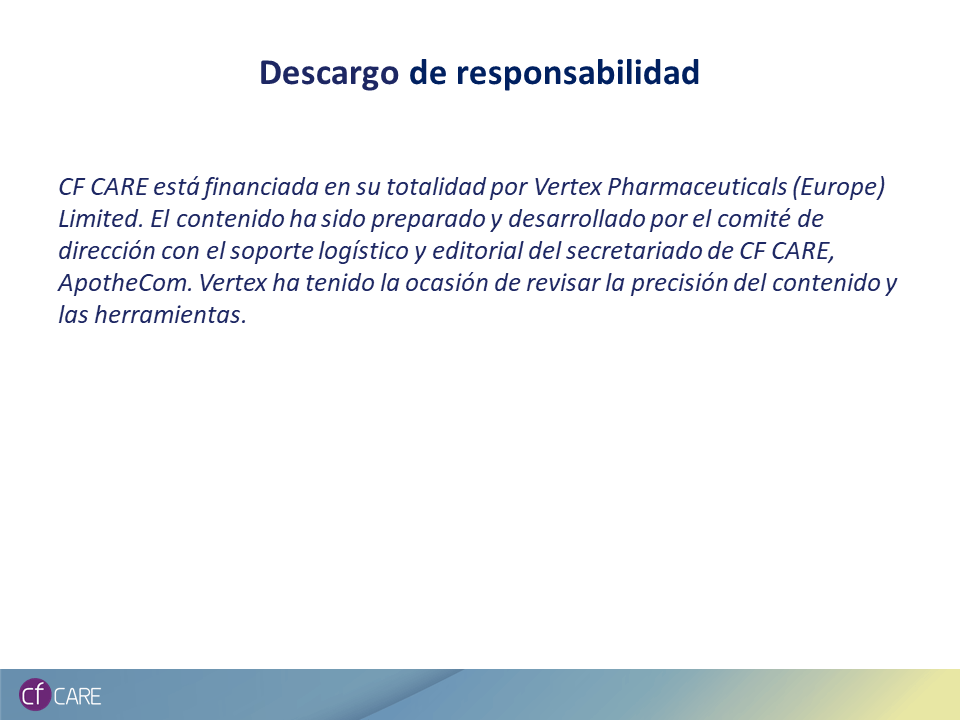 Descargo de responsabilidad
CF CARE está financiada en su totalidad por Vertex Pharmaceuticals (Europe)
Limited. El contenido ha sido preparado y desarrollado por el comité de
dirección con el soporte logístico y editorial del secretariado de CF CARE,
ApotheCom. Vertex ha tenido la ocasión de revisar la precisión del contenido y
las herramientas.
cf CARE